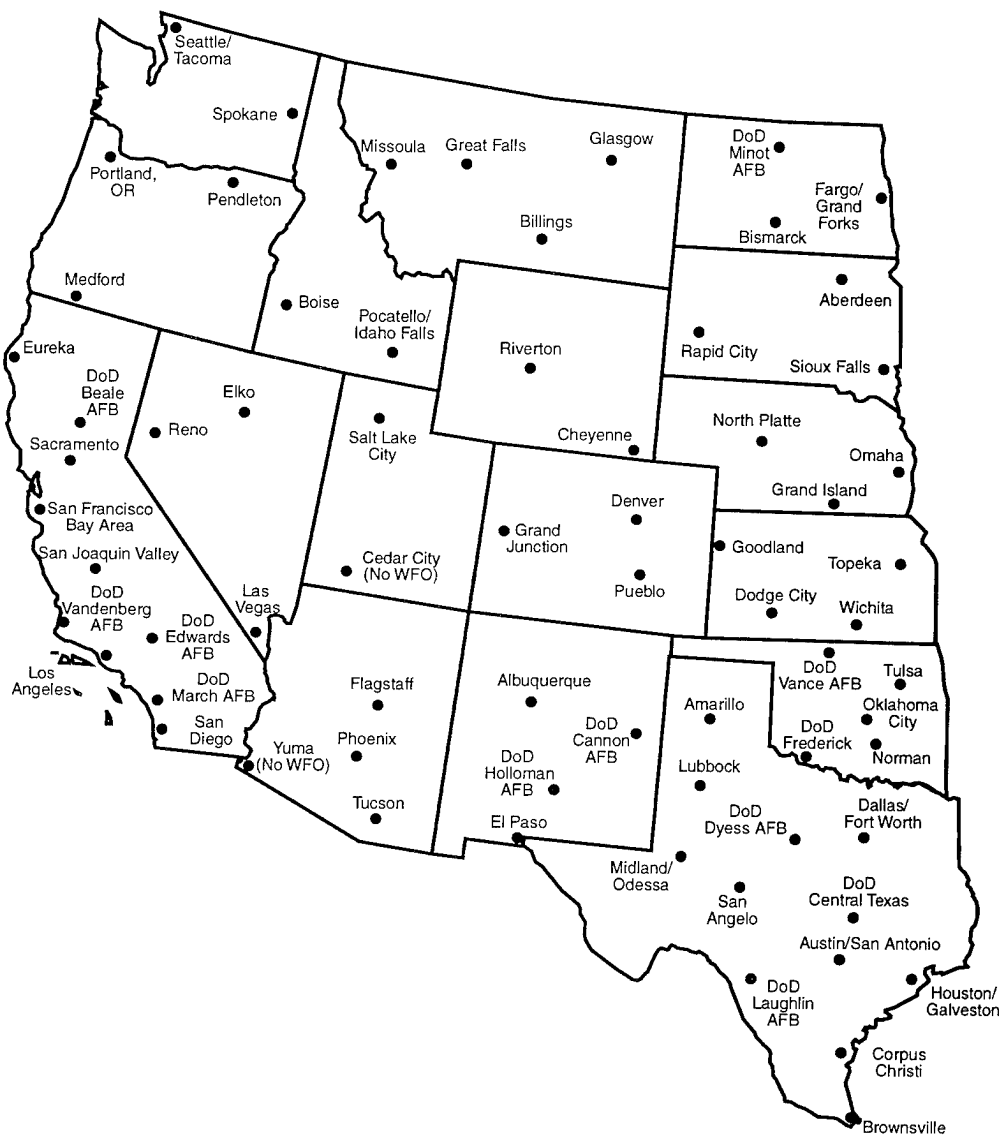 Seattle/
Tacoma
Spokane
Portland,
OR
Pendleton
Medford
Missoula
Great Falls
Glasgow
Billings
DoD
Minot
AFB
Fargo/
Grand
Forks
Bismarck
Boise
Pocatello/
Idaho Falls
Riverton
Cheyenne
Aberdeen
Rapid City
Sioux Falls
Eureka
DoD
Beale
AFB
Sacramento
San Francisco
Bay Area
San Joaquin Valley
DoD
Vandenberg
AFB
DoD
Edwards
AFB
Los
Angeles
DoD
March AFB
San
Diego
Elko
Reno
Las
Vegas
Salt Lake
City
Cedar City
(No WFO)
Grand
Junction
Denver
Pueblo
North Platte
Omaha
Grand Island
Goodland
Topeka
Dodge City
Wichita
Flagstaff
Phoenix
Yuma
(No WFO)
Tucson
Albuquerque
DoD
Cannon
AFB
DoD
Holloman
AFB
El Paso
DoD
Vance AFB
Tulsa
Oklahoma
City
DoD
Frederick
Norman
Amarillo
Lubbock
DoD
Dyess AFB
Dallas/
Fort Worth
Midland/
Odessa
San
Angelo
DoD
Central Texas
Austin/San Antonio
DoD
Laughlin
AFB
Houston/
Galveston
Corpus
Christi
Brownsville